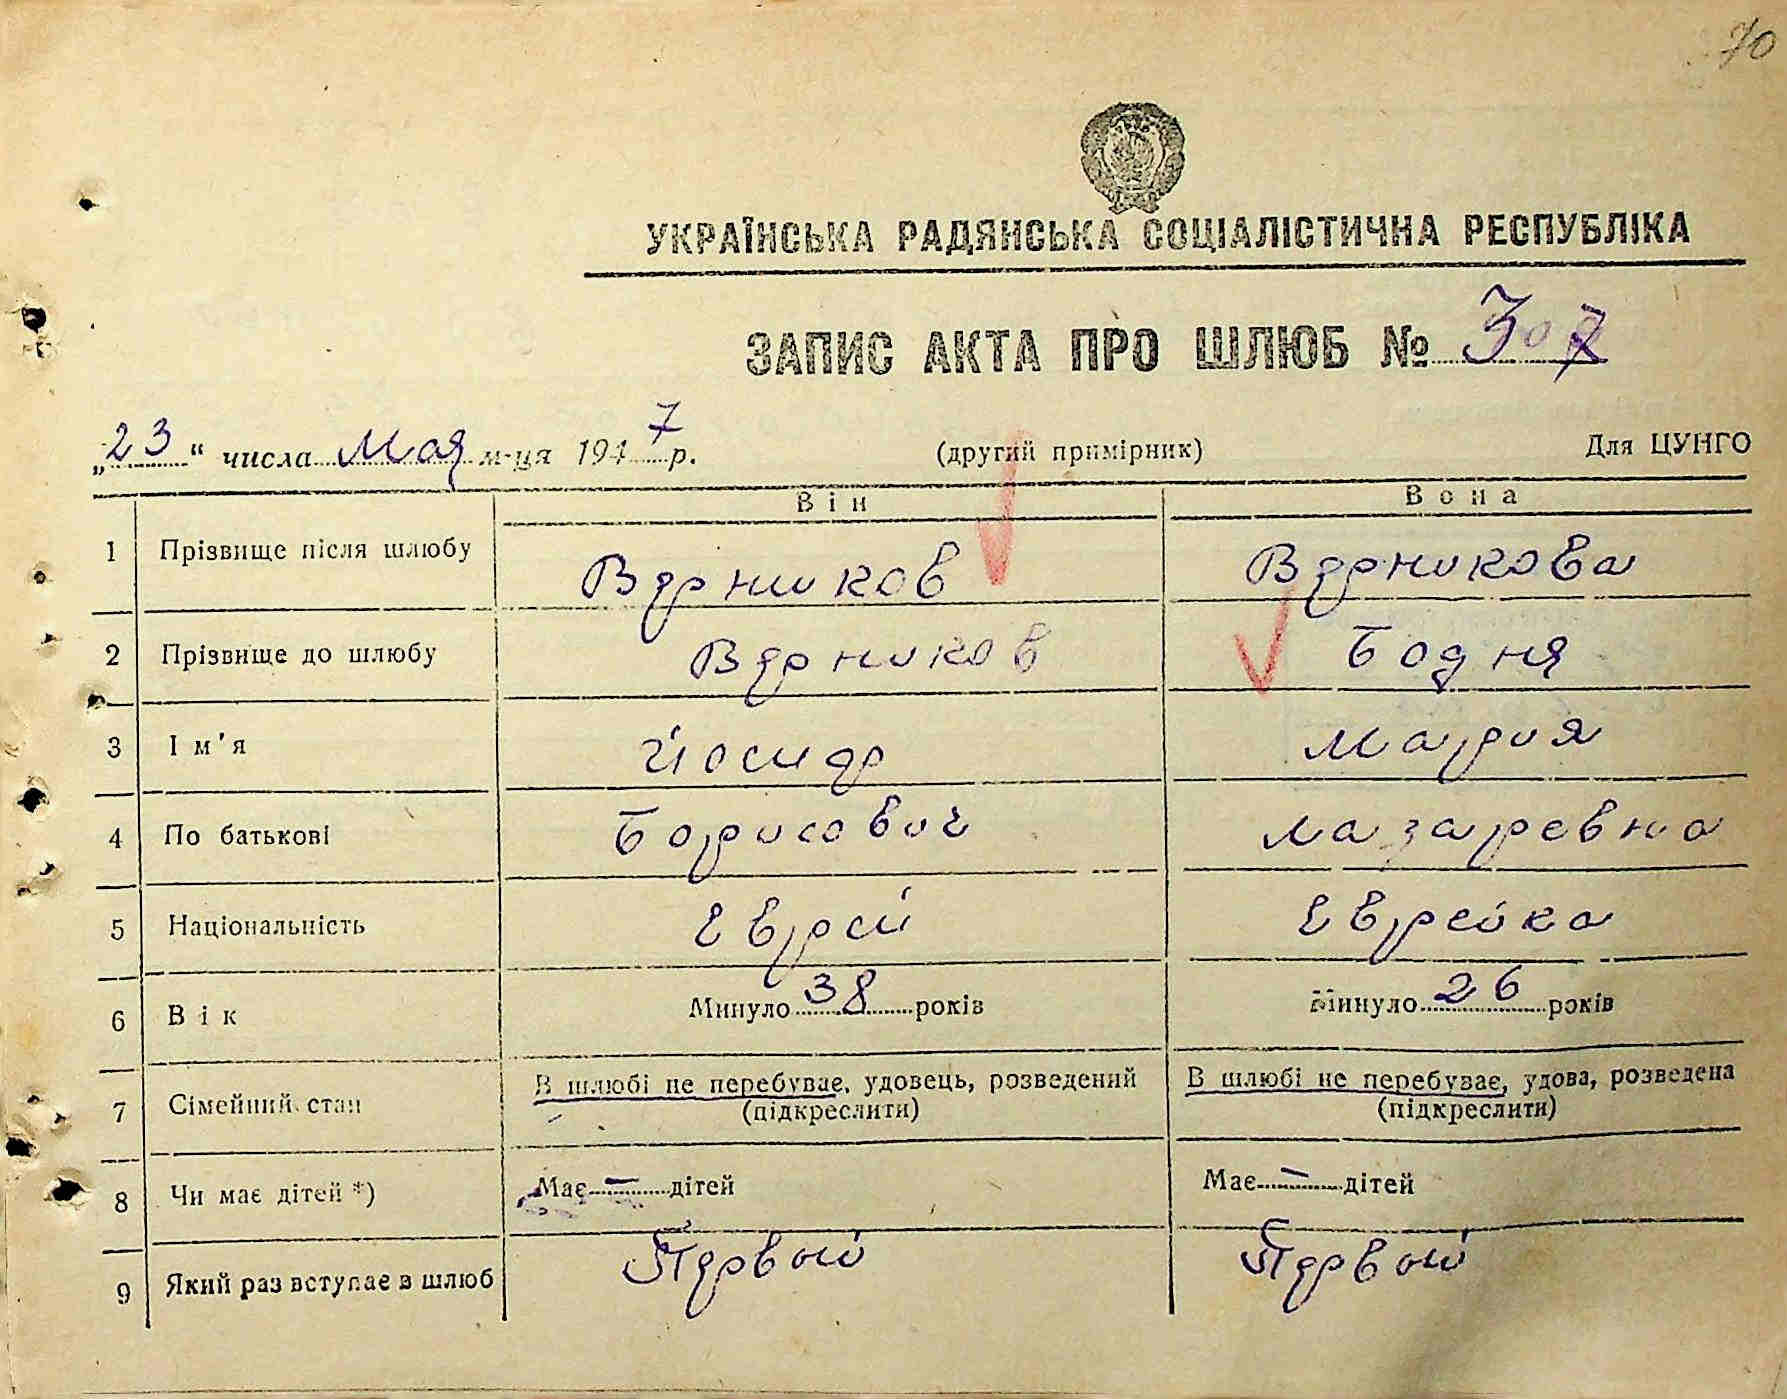 70
УКРАЇНСЬКА РАДЯНСЬКА СОЦІАЛІСТИЧНА РЕСПУБЛІКА
ЗАПИС АКТА ПРО ШЛЮБ № 307
„23“ числа Мая м-ця 1947 р. (другий примірник) Для ЦУНГО
Він Вона
1 Прізвище після шлюбу Верников Верникова
2 Прізвище до шлюбу Верников Бодня
3 Ім'я Йосиф Мария
4 По батькові Борисович Лазаревна
5 Національність Еврей Еврейка
6 Вік Минуло 38 років Минуло 26 років
7 Сімейний стан В шлюбі не перебуває, удовець, розведений В шлюбі не перебуває, удова, розведена
(підкреслити) (підкреслити)
8 Чи має дітей *) Має — дітей Має — дітей
9 Який раз вступає в шлюб Первый Первый